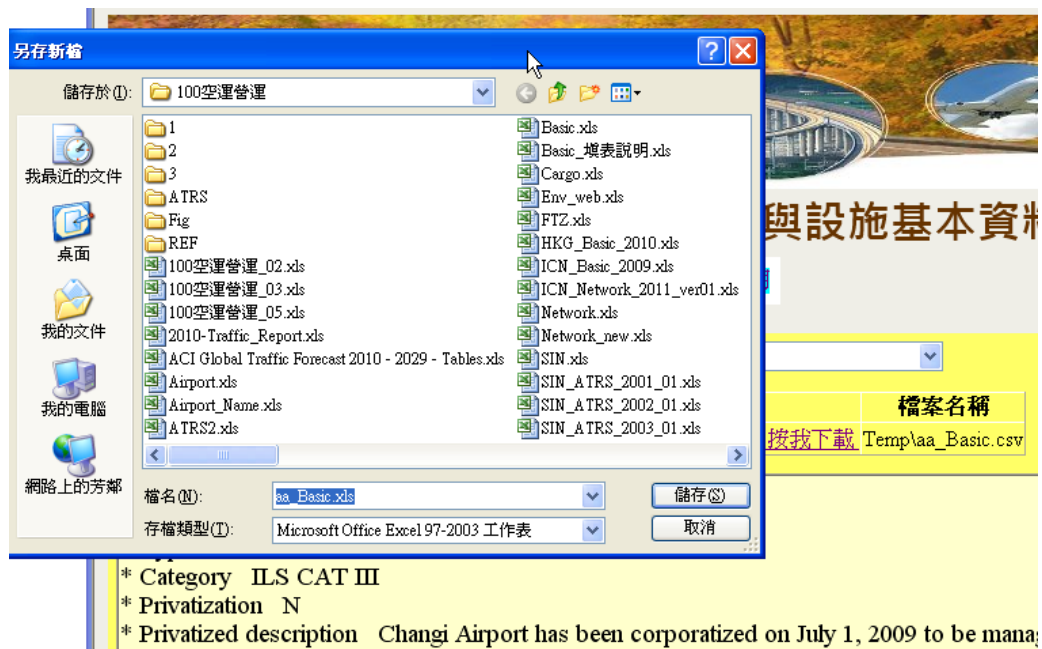 另存新檔
儲存於(I):
100空運營運
我最近的文件
桌面
我的文件
我的電腦
網路上的芳鄰
1
2
3
ATRS
Fig
REF
100空運營運_02.xls
100空運營運_03.xls
100空運營運_05.xls
2010-Traffic_Report.xls
ACI Global Traffic Forecast 2010 - 2029 - Tables.xls
Airport.xls
Airport_Name.xls
ATRS2.xls
Basic.xls
Basic_填表說明.xls
Cargo.xls
Env_web.xls
FTZ.xls
HKG_Basic_2010.xls
ICN_Basic_2009.xls
ICN_Network_2011_ver01.xls
Network.xls
Network_new.xls
SIN.xls
SIN_ATRS_2001_01.xls
SIN_ATRS_2002_01.xls
SIN_ATRS_2003_01.xls
檔名(N):
aa_Basic.xls
儲存(S)
存檔類型(T):
Microsoft Office Excel 97-2003 工作表
取消
與設施基本資料
檔案名稱
按我下載 Temp\aa_Basic.csv
* Category ILS CAT III
* Privatization N
* Privatized description Changi Airport has been corporatized on July 1, 2009 to be